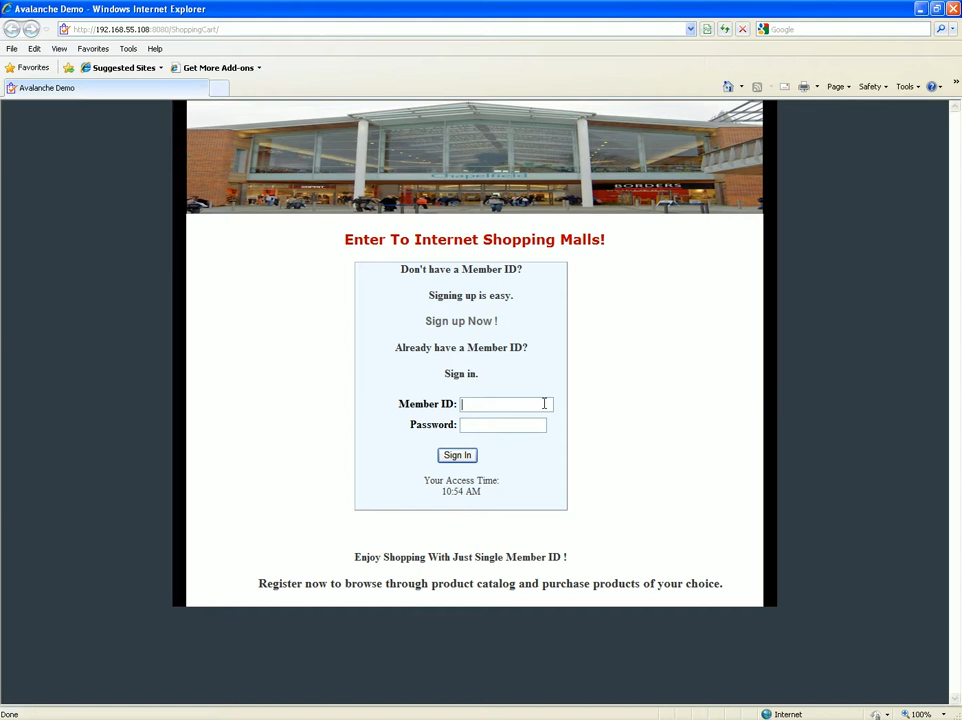 Avalanche Demo - Windows Internet Explorer
http://192.168.55.108:8080/ShoppingCart/
Google
File Edit View Favorites Tools Help
Favorites Suggested Sites Get More Add-ons
Avalanche Demo
Page Safety Tools
Chapelfield
BORDERS
Enter To Internet Shopping Malls!
Don't have a Member ID?
Signing up is easy.
Sign up Now !
Already have a Member ID?
Sign in.
Member ID:
Password:
Sign In
Your Access Time:
10:54 AM
Enjoy Shopping With Just Single Member ID !
Register now to browse through product catalog and purchase products of your choice.
Done
Internet
100%